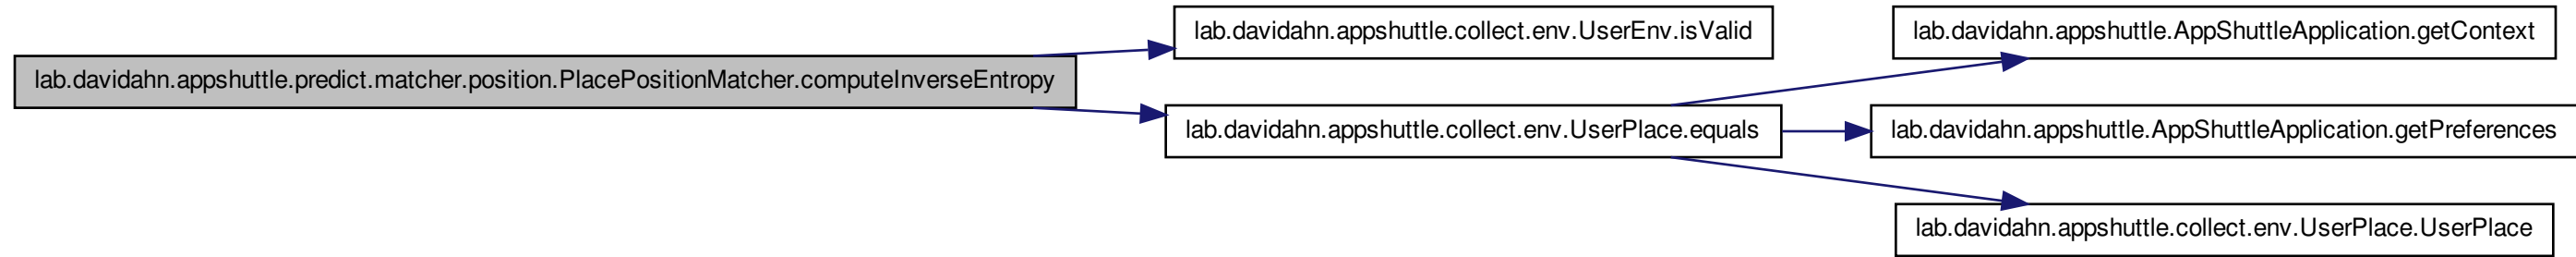 lab.davidahn.appshuttle.predict.matcher.position.PlacePositionMatcher.computeInverseEntropy
lab.davidahn.appshuttle.collect.env.UserEnv.isValid
lab.davidahn.appshuttle.collect.env.UserPlace.equals
lab.davidahn.appshuttle.AppShuttleApplication.getContext
lab.davidahn.appshuttle.AppShuttleApplication.getPreferences
lab.davidahn.appshuttle.collect.env.UserPlace.UserPlace